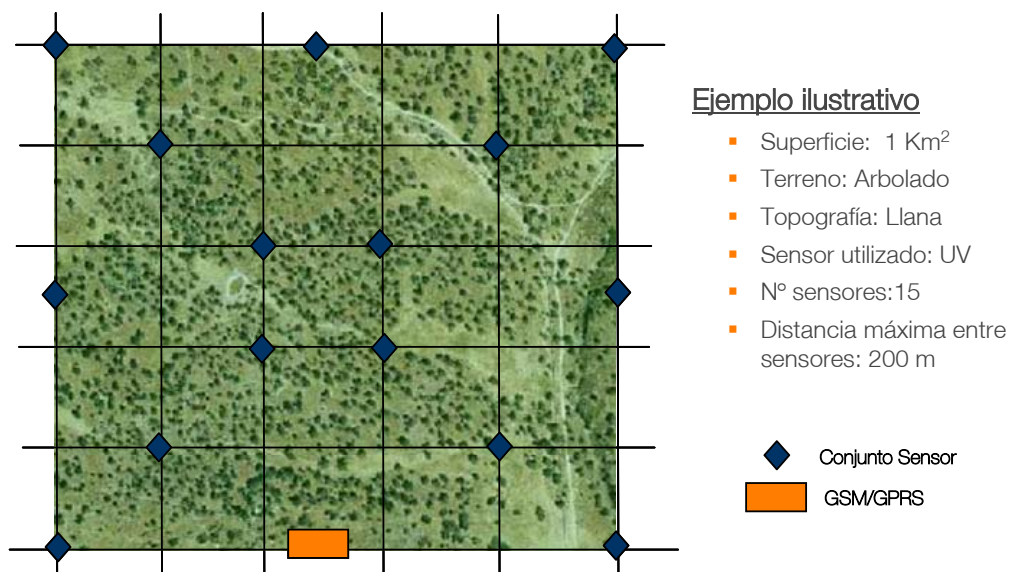 Ejemplo ilustrativo
▪ Superficie: 1 Km²
▪ Terreno: Arbolado
▪ Topografía: Llana
▪ Sensor utilizado: UV
▪ Nº sensores:15
▪ Distancia máxima entre
sensores: 200 m
Conjunto Sensor
GSM/GPRS